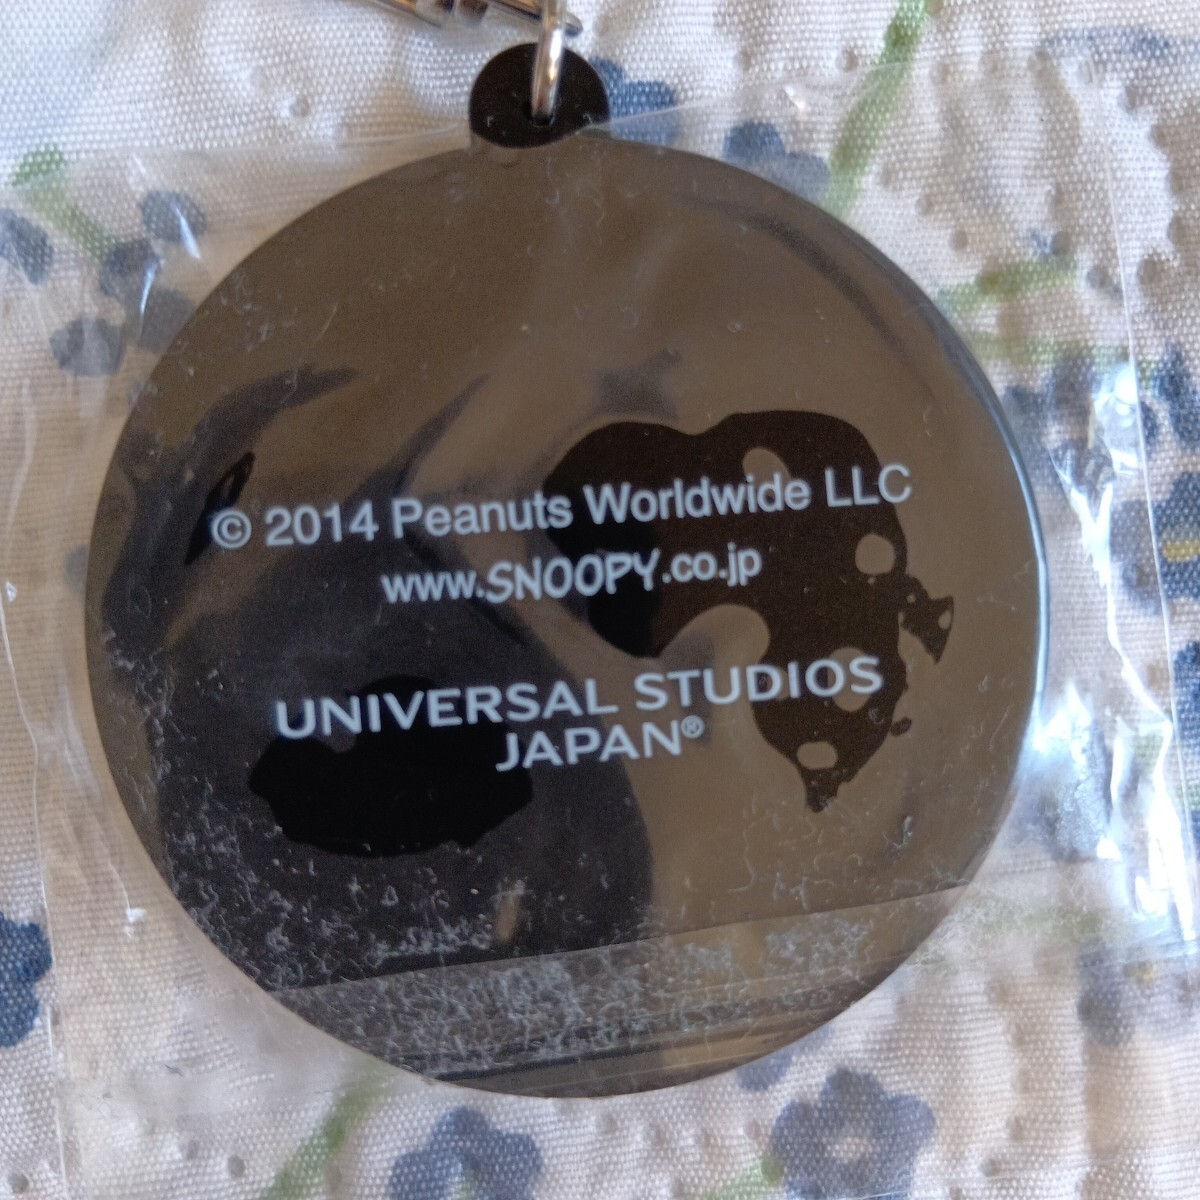 © 2014 Peanuts Worldwide LLC
www.SNOOPY.co.jp
UNIVERSAL STUDIOS
JAPAN®